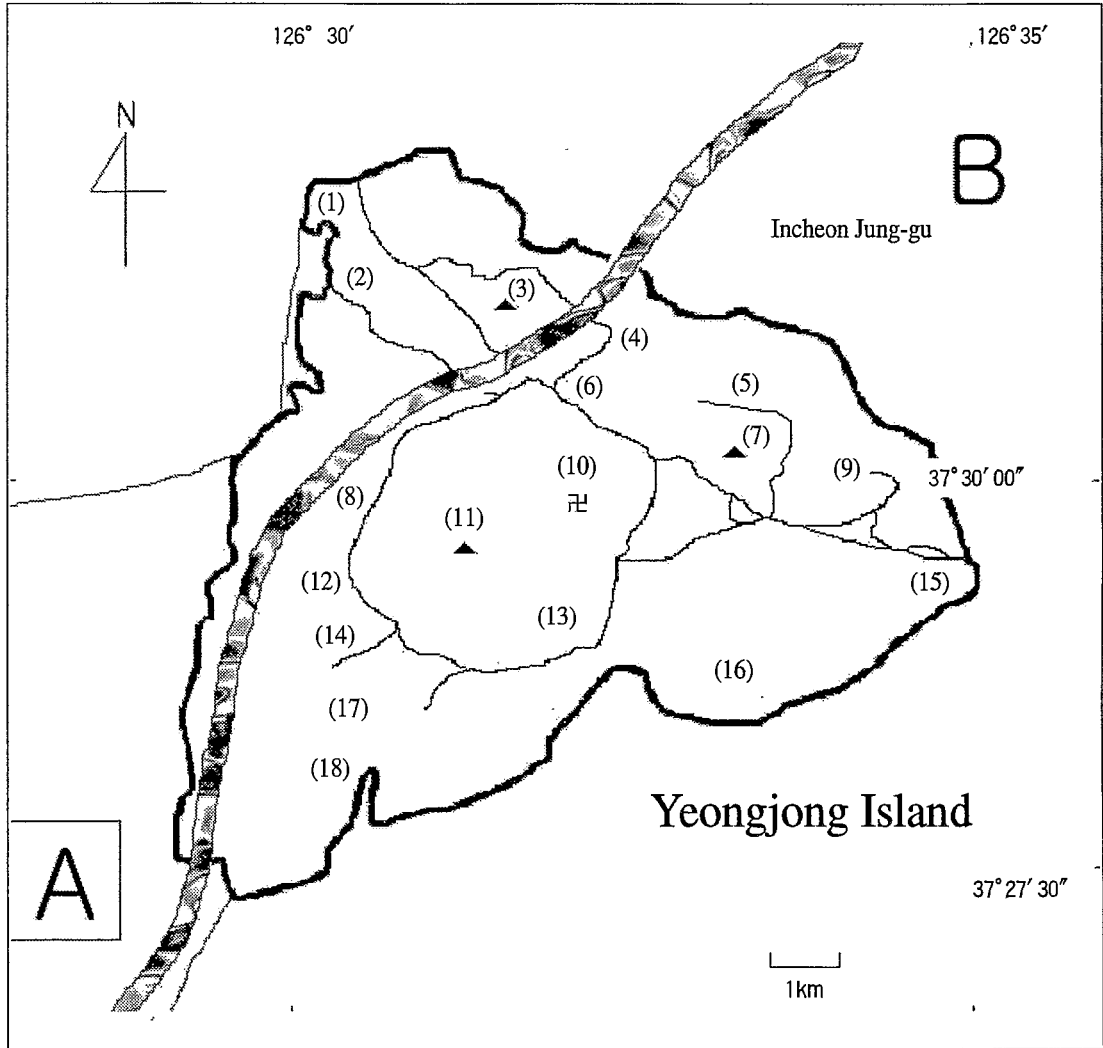 126° 30′
126° 35′
N
B
(1)
Incheon Jung-gu
(2)
(3)
(4)
(6)
(5)
(7)
(10)
(9)
37° 30′ 00″
(8)
卍
(11)
(12)
(15)
(13)
(14)
(16)
(17)
(18)
Yeongjong Island
A
37° 27′ 30″
1km